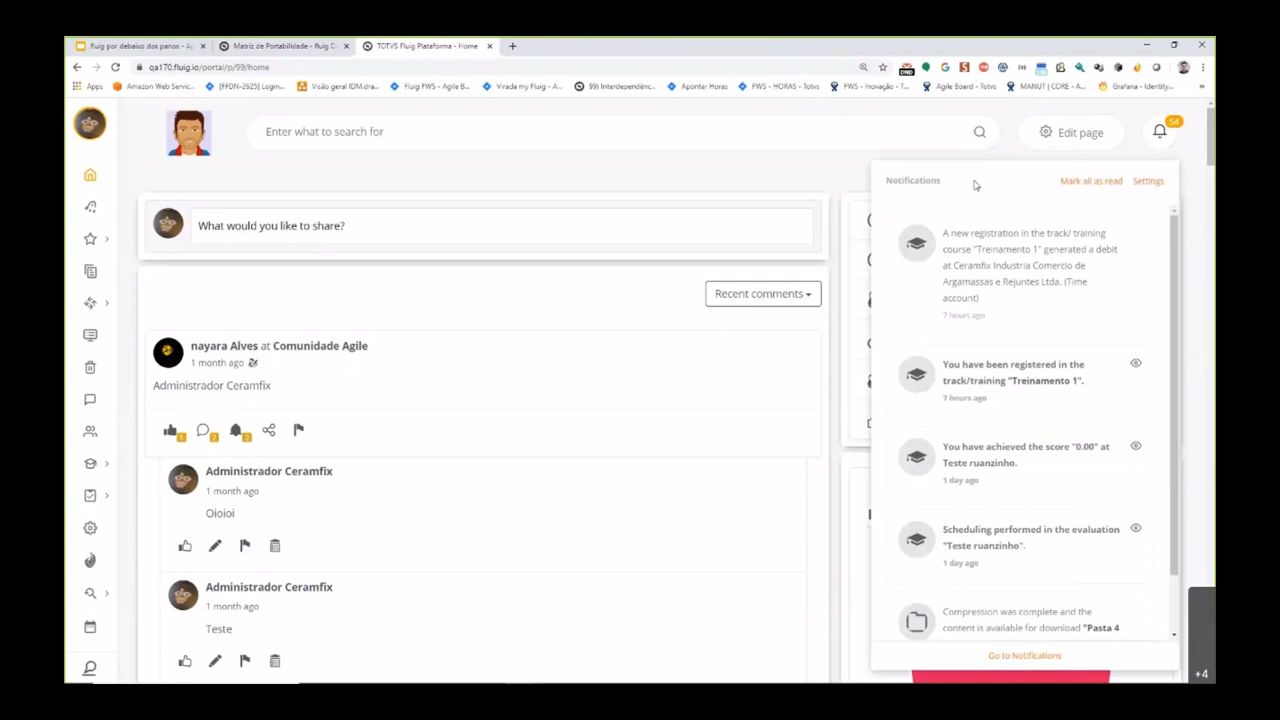 fluig por debaixo dos panos - A
Matriz de Portabilidade - fluig D
TOTVS Fluig Plataforma - Home
qa170.fluig.io/portal/p/99/home
Apps
Amazon Web Servic...
[FFDN-2625] Login...
Visão geral IDM.dra...
Fluig FWS - Agile B...
Virada my Fluig - A...
99) Interdependênc...
Apontar Horas
FWS - HORAS - Totvs
FWS - Inovação - T...
Agile Board - Totvs
MANUT | CORE - A...
Grafana - Identity...
Enter what to search for
Edit page
54
Notifications
Mark all as read
Settings
What would you like to share?
A new registration in the track/ training
course "Treinamento 1" generated a debit
at Ceramfix Industria Comercio de
Argamassas e Rejuntes Ltda. (Time
account)
7 hours ago
Recent comments
nayara Alves at Comunidade Agile
1 month ago
Administrador Ceramfix
1
2
2
You have been registered in the
track/training "Treinamento 1".
7 hours ago
Administrador Ceramfix
1 month ago
Oioioi
You have achieved the score "0.00" at
Teste ruanzinho.
1 day ago
Scheduling performed in the evaluation
"Teste ruanzinho".
1 day ago
Administrador Ceramfix
1 month ago
Teste
Compression was complete and the
content is available for download "Pasta 4
Go to Notifications
+4